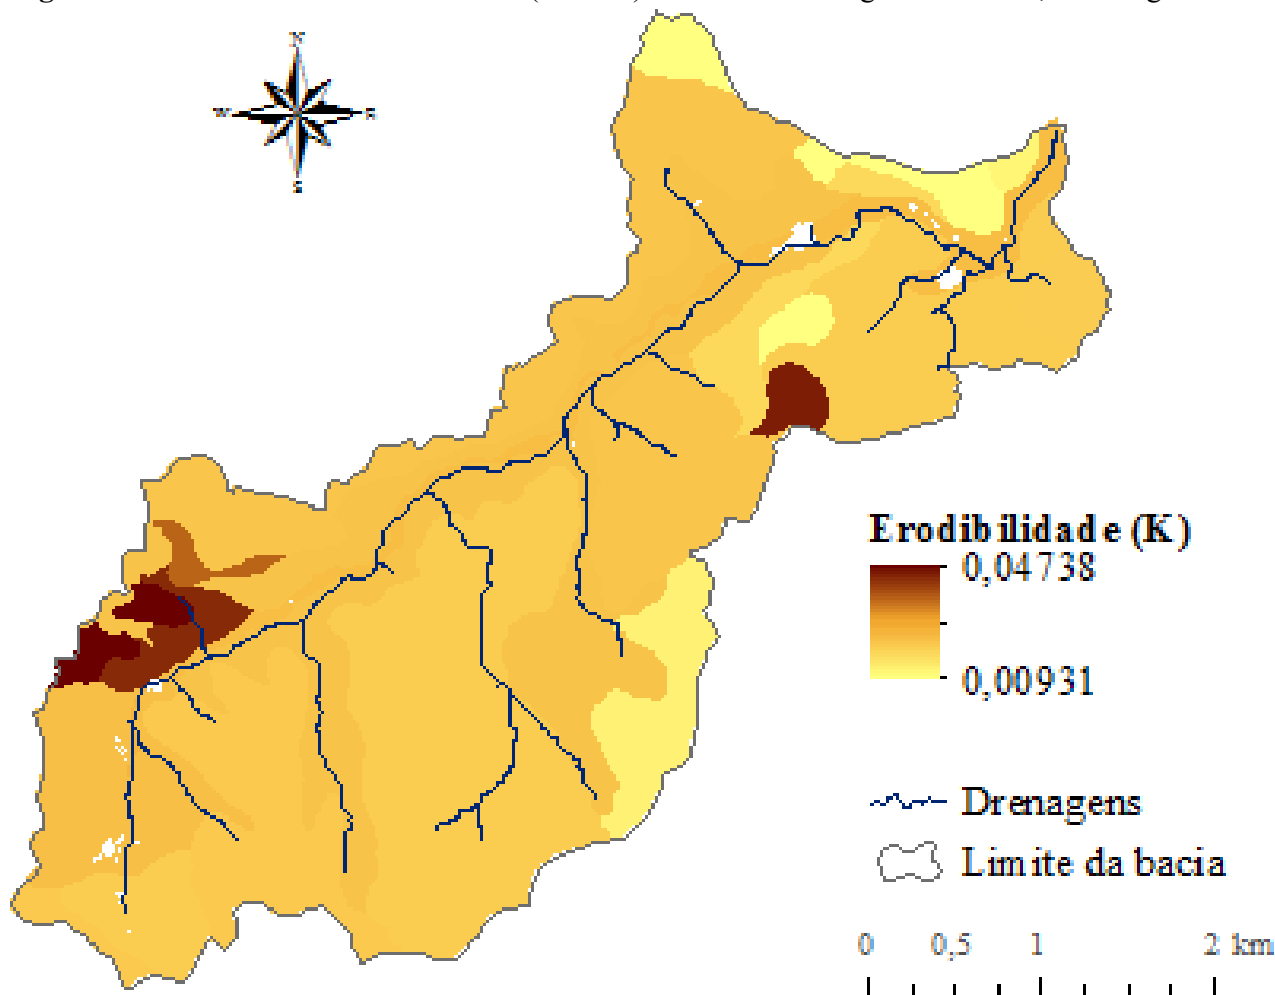 N
W
S
Erodibilidade (K)
0,04738
0,00931
Drenagens
Limite da bacia
0 0,5 1 2 km